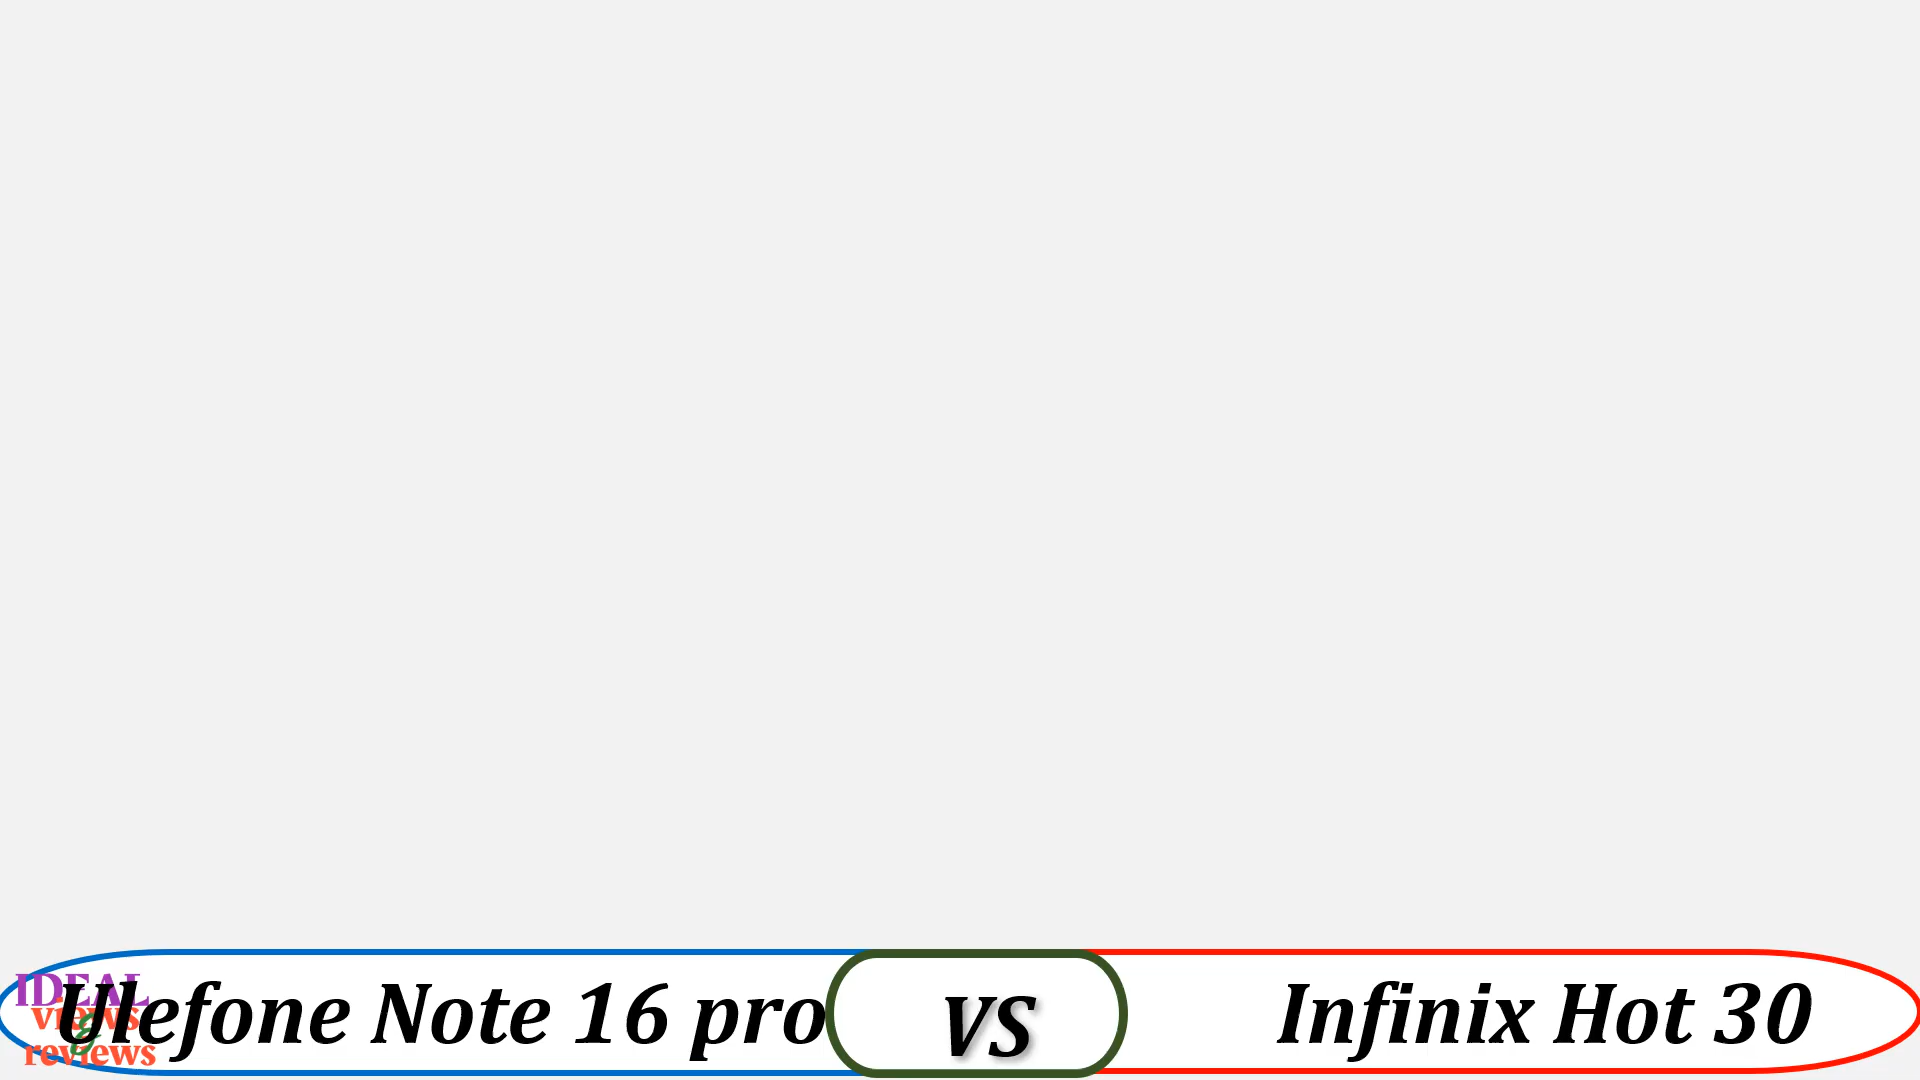 IDEAL
views
&
reviews
Ulefone Note 16 pro
VS
Infinix Hot 30